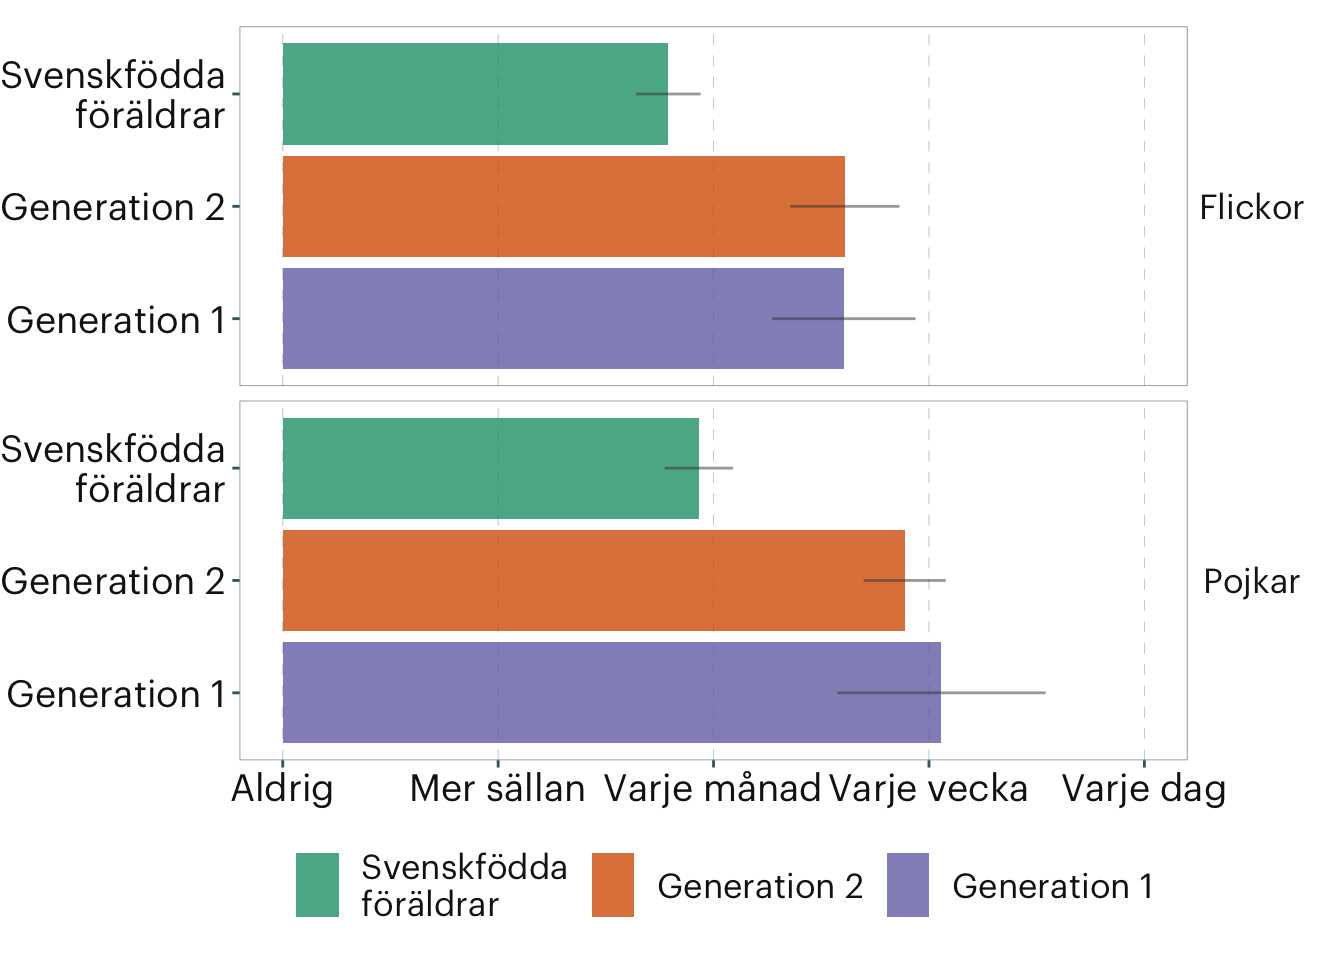 Svenskfödda
föräldrar
Generation 2
Generation 1
Flickor
Svenskfödda
föräldrar
Generation 2
Generation 1
Pojkar
Aldrig
Mer sällan
Varje månad
Varje vecka
Varje dag
Svenskfödda
föräldrar
Generation 2
Generation 1